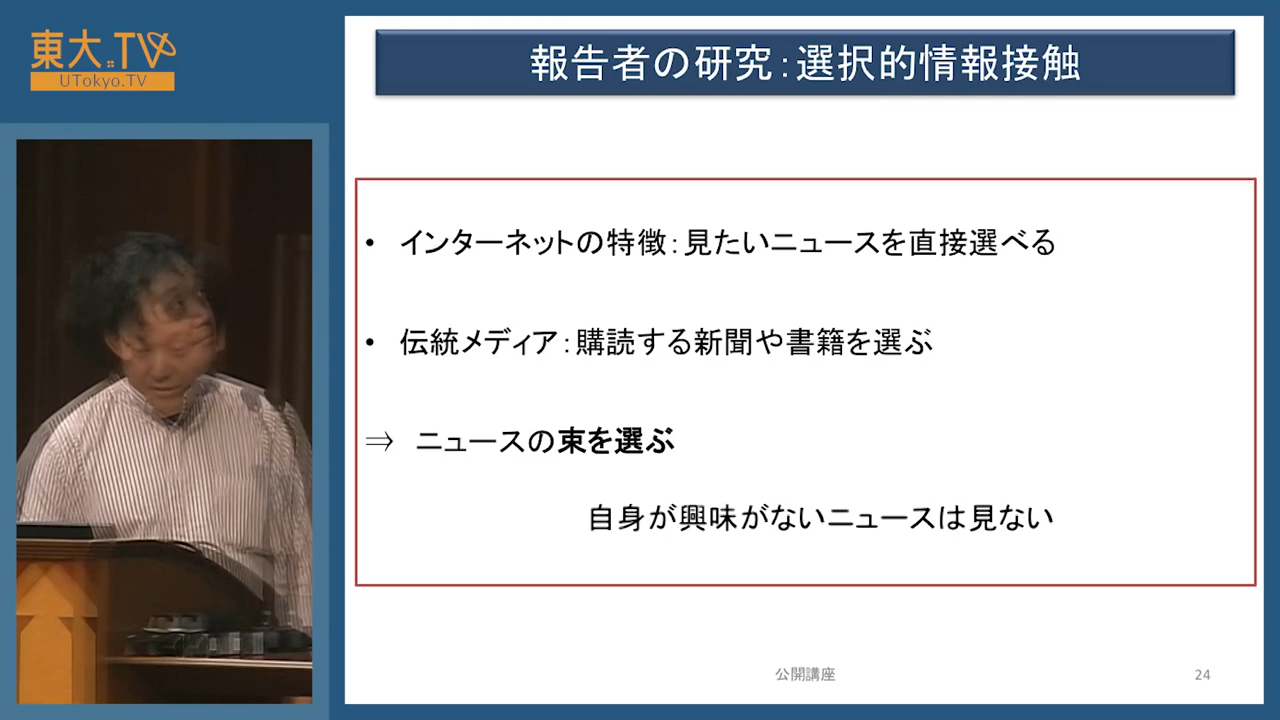 東大TV
UTokyo.TV
報告者の研究：選択的情報接触
• インターネットの特徴：見たいニュースを直接選べる
• 伝統メディア：購読する新聞や書籍を選ぶ
⇒ ニュースの束を選ぶ
自身が興味がないニュースは見ない
公開講座
24